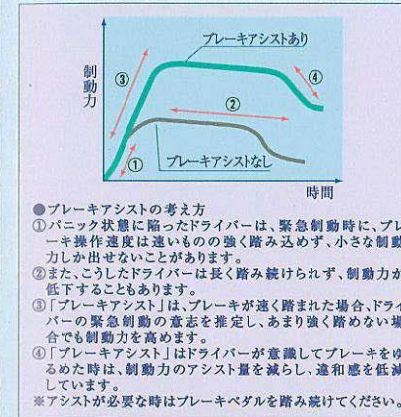 ブレーキアシストあり
制動力
③
④
②
①
ブレーキアシストなし
時間
●ブレーキアシストの考え方
①パニック状態に陥ったドライバーは、緊急制動時に、ブレ
ーキ操作速度は速いものの強く踏み込めず、小さな制動
力しか出せないことがあります。
②また、こうしたドライバーは長く踏み続けられず、制動力が
低下することもあります。
③「ブレーキアシスト」は、ブレーキが速く踏まれた場合、ドライ
バーの緊急制動の意志を推定し、あまり強く踏めない場
合でも制動力を高めます。
④「ブレーキアシスト」はドライバーが意識してブレーキをゆ
るめた時は、制動力のアシスト量を減らし、違和感を低減
しています。
※アシストが必要な時はブレーキペダルを踏み続けてください。